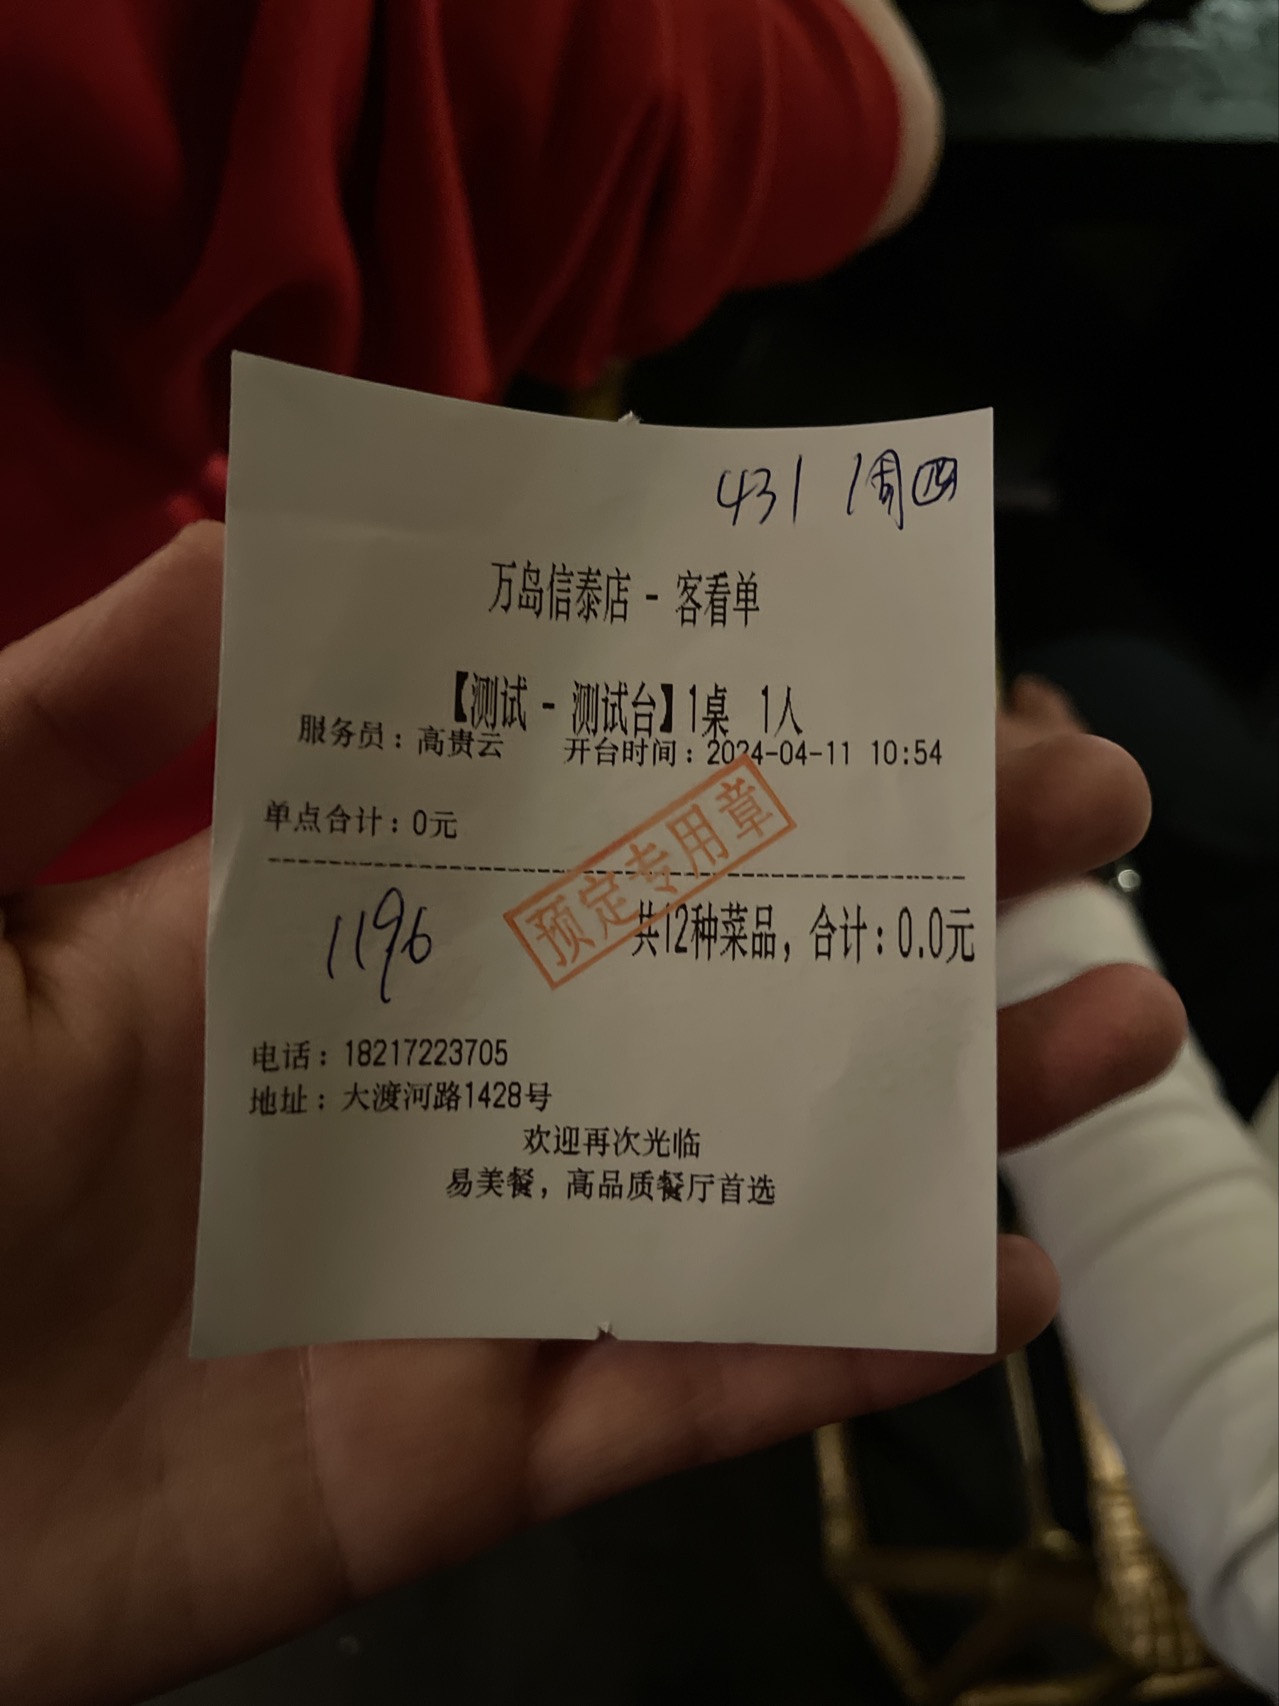 431 周四
万岛信泰店 - 客看单
【测试 - 测试台】1桌 1人
服务员：高贵云 开台时间：2024-04-11 10:54
单点合计：0元
预定专用章
1196
共12种菜品，合计：0.0元
电话：18217223705
地址：大渡河路1428号
欢迎再次光临
易美餐，高品质餐厅首选